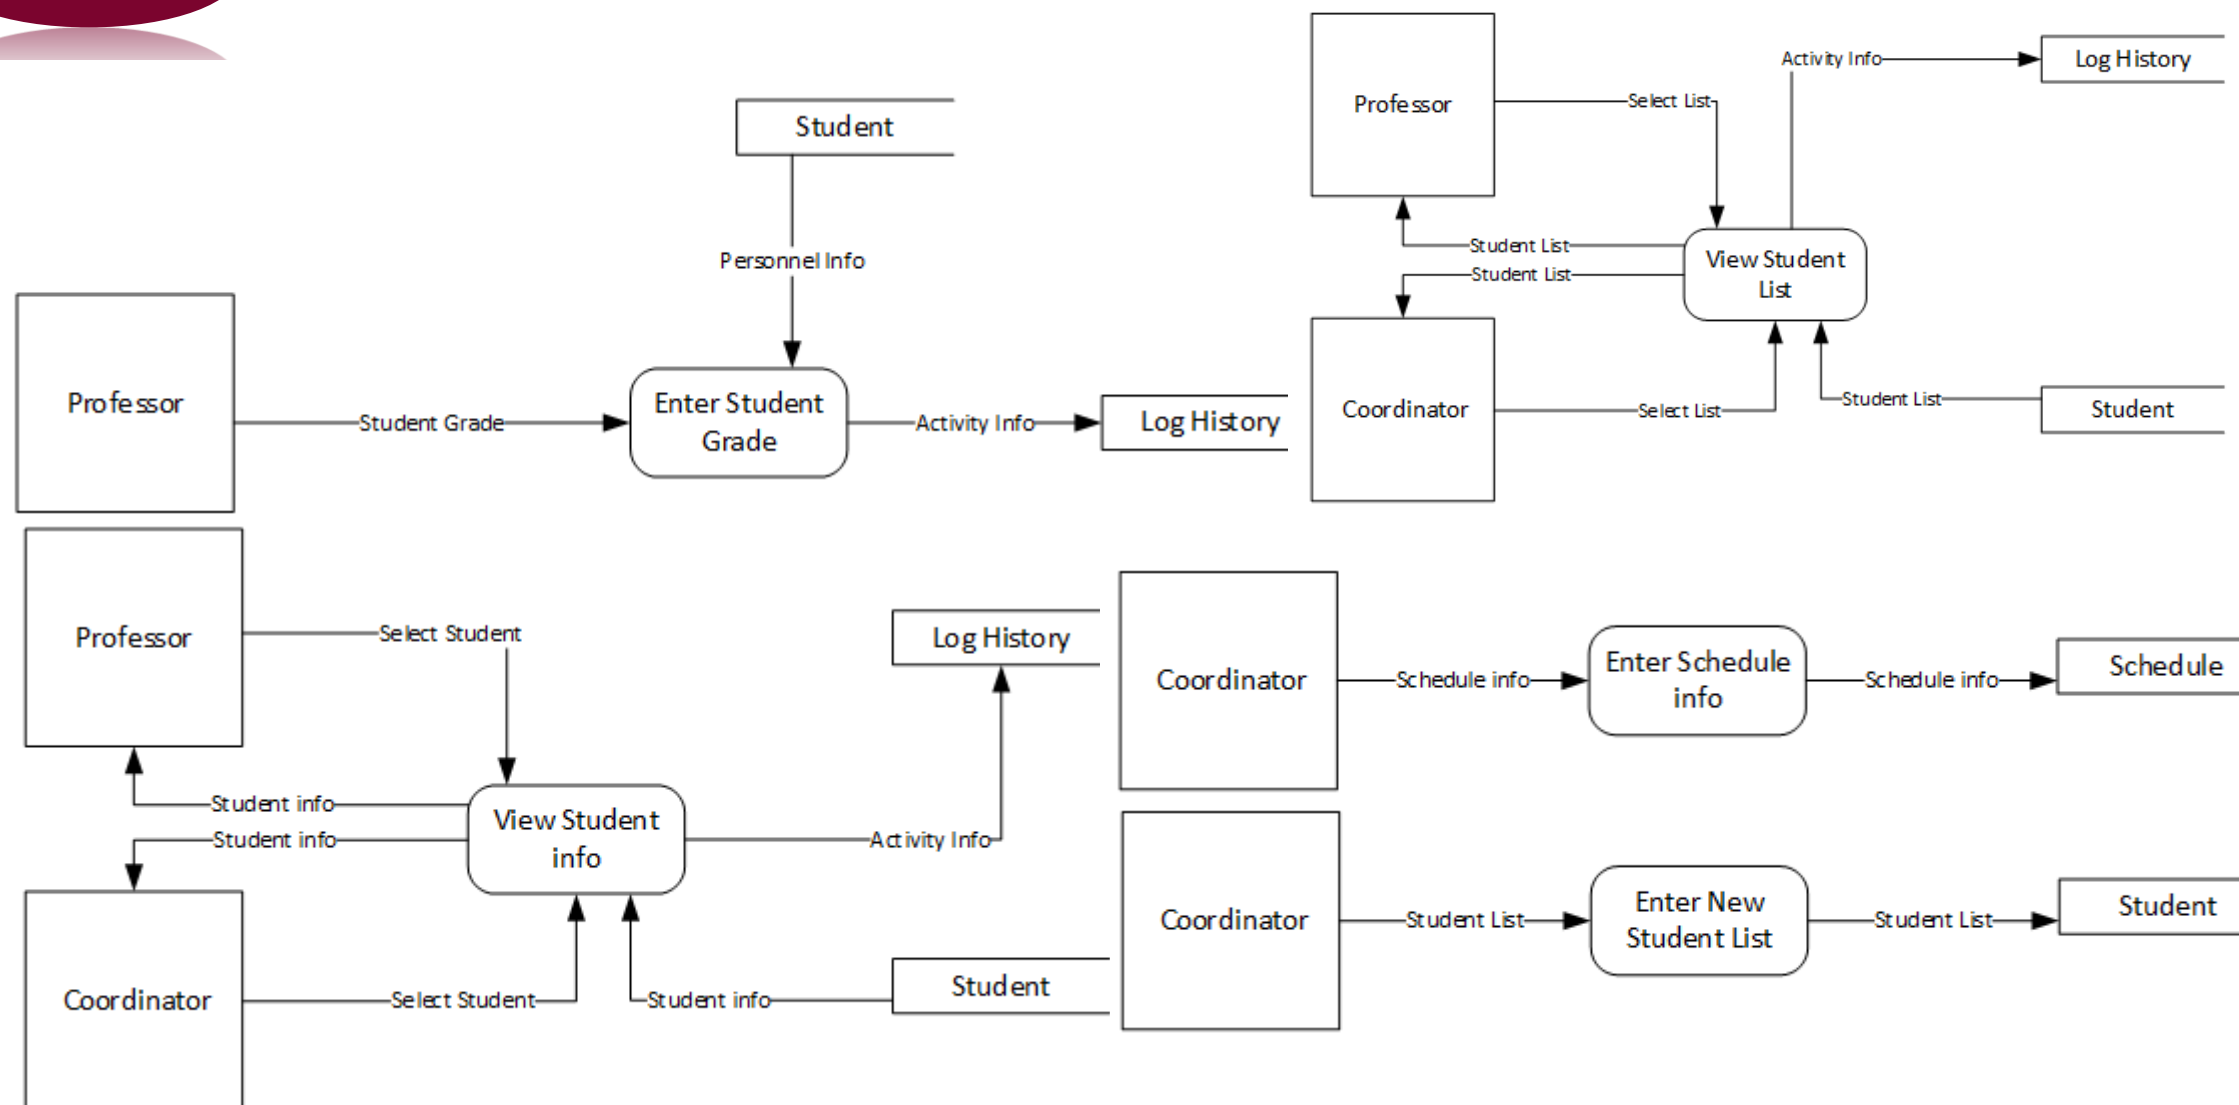 Student
Personnel Info
Professor
Student Grade
Enter Student
Grade
Activity Info
Log History
Activity Info
Log History
Professor
Select List
Student List
Student List
View Student
List
Coordinator
Select List
Student List
Student
Professor
Select Student
Log History
Student info
Student info
View Student
info
Activity Info
Coordinator
Select Student
Student info
Student
Coordinator
Schedule info
Enter Schedule
info
Schedule info
Schedule
Coordinator
Student List
Enter New
Student List
Student List
Student